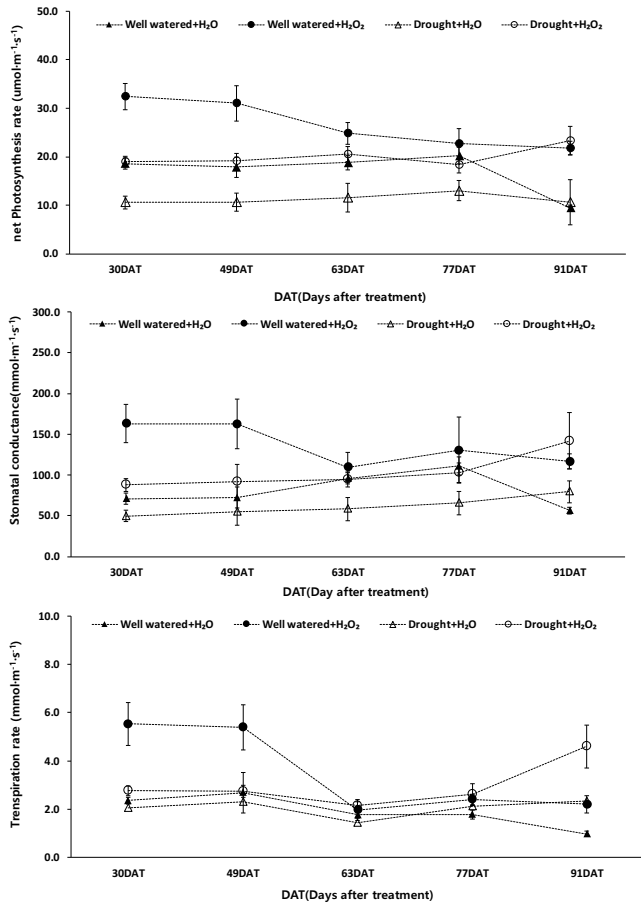 50.0
Well watered+H₂O Well watered+H₂O₂ Drought+H₂O Drought+H₂O₂
40.0
30.0
20.0
10.0
0.0
net Photosynthesis rate (umol·m⁻¹·s⁻¹)
30DAT 49DAT 63DAT 77DAT 91DAT
DAT(Days after treatment)
300.0
Well watered+H₂O Well watered+H₂O₂ Drought+H₂O Drought+H₂O₂
250.0
200.0
150.0
100.0
50.0
0.0
Stomatal conductance(mmol·m⁻¹·s⁻¹)
30DAT 49DAT 63DAT 77DAT 91DAT
DAT(Day after treatment)
10.0
Well watered+H₂O Well watered+H₂O₂ Drought+H₂O Drought+H₂O₂
8.0
6.0
4.0
2.0
0.0
Trenspiration rate (mmol·m⁻¹·s⁻¹)
30DAT 49DAT 63DAT 77DAT 91DAT
DAT(Days after treatment)